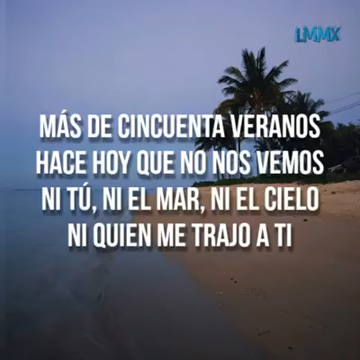 LMMX
MÁS DE CINCUENTA VERANOS
HACE HOY QUE NO NOS VEMOS
NI TÚ, NI EL MAR, NI EL CIELO
NI QUIEN ME TRAJO A TI